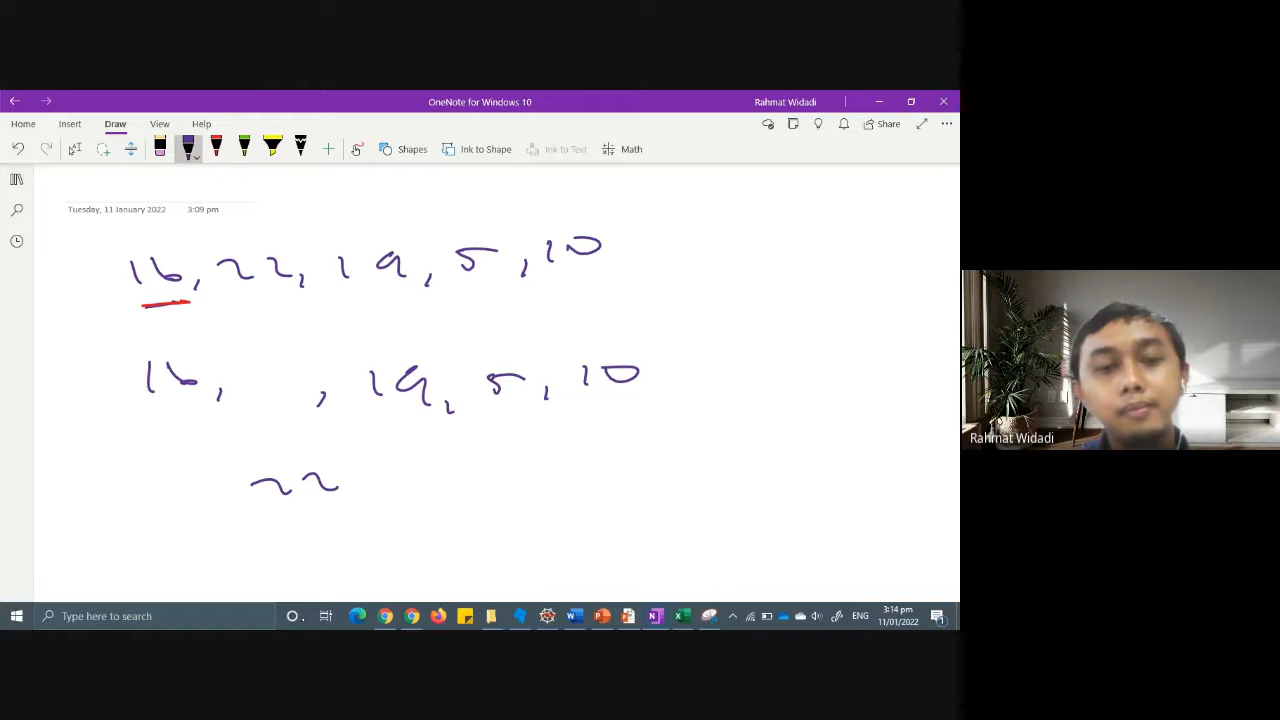 OneNote for Windows 10
Rahmat Widadi
Home Insert Draw View Help
Share
Shapes Ink to Shape Ink to Text Math
Tuesday, 11 January 2022 3:09 pm
16, 22, 19, 5, 10
16, , 19, 5, 10
22
Rahmat Widadi
Type here to search
ENG
3:14 pm
11/01/2022
1